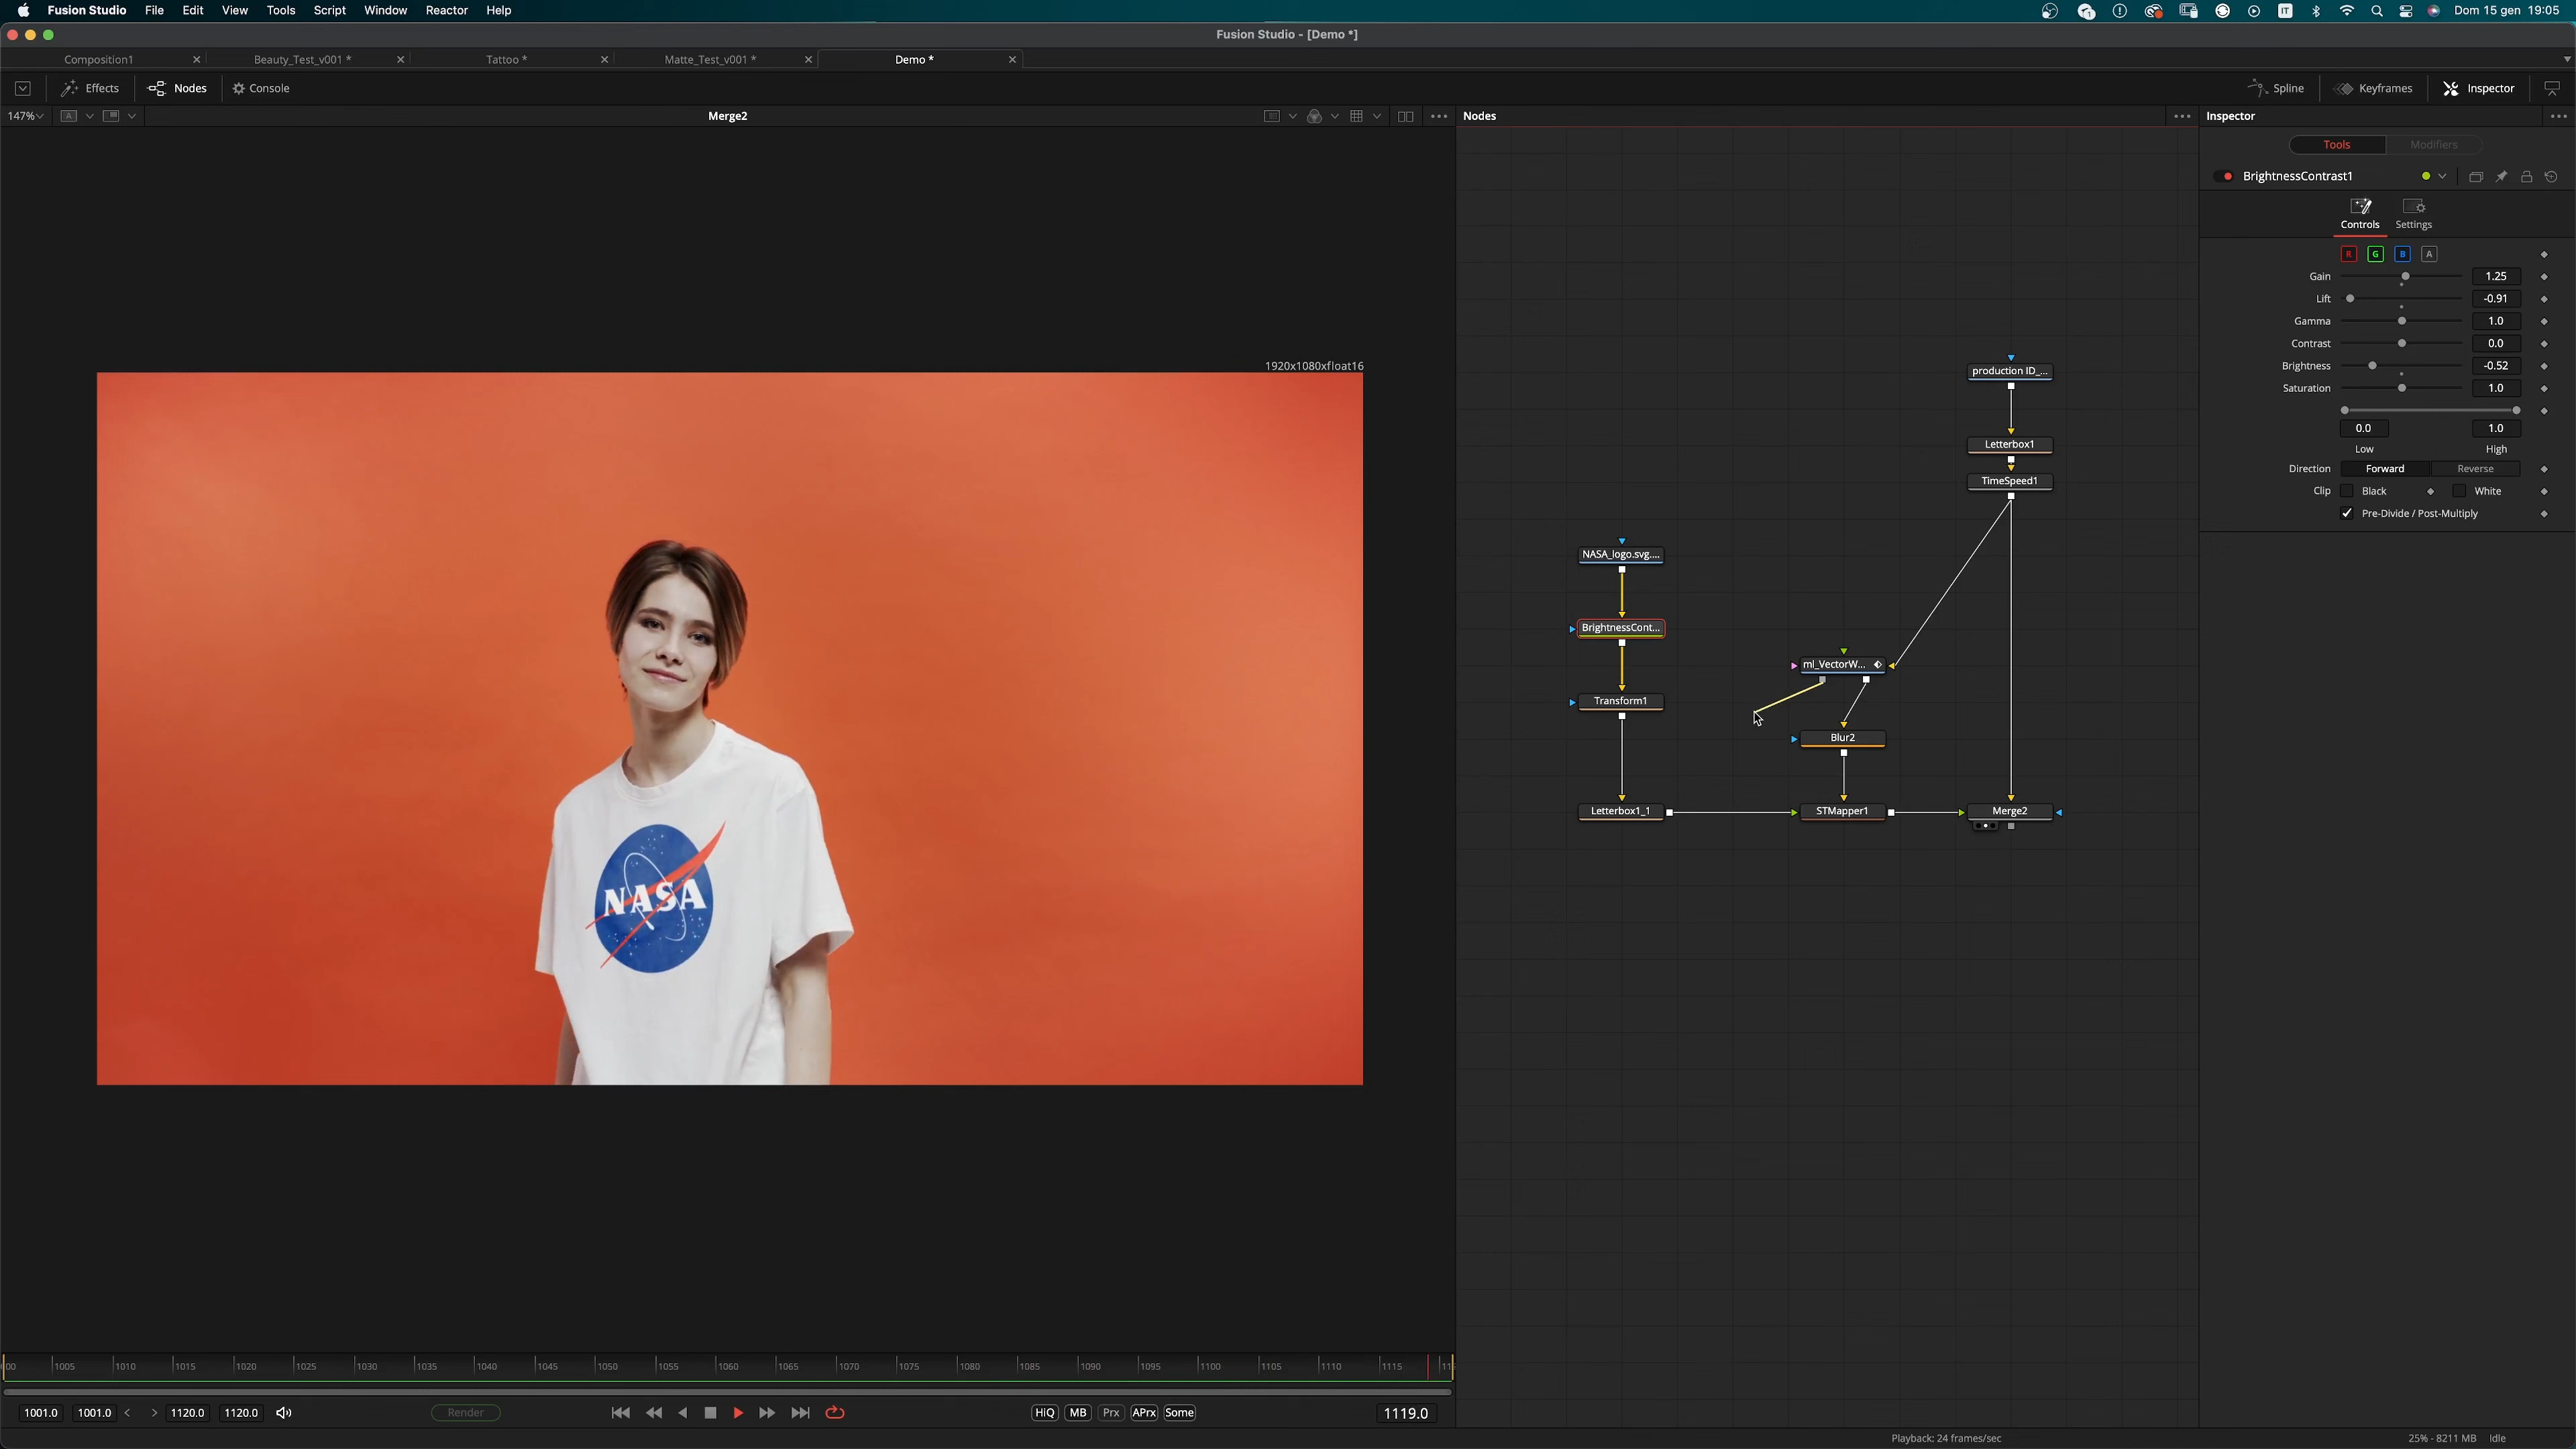 Fusion Studio File Edit View Tools Script Window Reactor Help IT Dom 15 gen 19:05
Fusion Studio - [Demo *]
Composition1 Beauty_Test_v001 * Tattoo * Matte_Test_v001 * Demo *
Effects Nodes Console Spline Keyframes Inspector
147% A Merge2 Nodes Inspector
Tools Modifiers
BrightnessContrast1
Controls Settings
R G B A
Gain 1.25
Lift -0.91
Gamma 1.0
Contrast 0.0
Brightness -0.52
Saturation 1.0
0.0 1.0
Low High
Direction Forward Reverse
Clip Black White
Pre-Divide / Post-Multiply
1920x1080xfloat16
production ID_...
Letterbox1
TimeSpeed1
NASA_logo.svg....
BrightnessCont...
ml_VectorW...
Transform1
Blur2
Letterbox1_1 STMapper1 Merge2
NASA
00 1005 1010 1015 1020 1025 1030 1035 1040 1045 1050 1055 1060 1065 1070 1075 1080 1085 1090 1095 1100 1105 1110 1115 11
1001.0 1001.0 < > 1120.0 1120.0 Render HiQ MB Prx APrx Some 1119.0
Playback: 24 frames/sec 25% - 8211 MB Idle